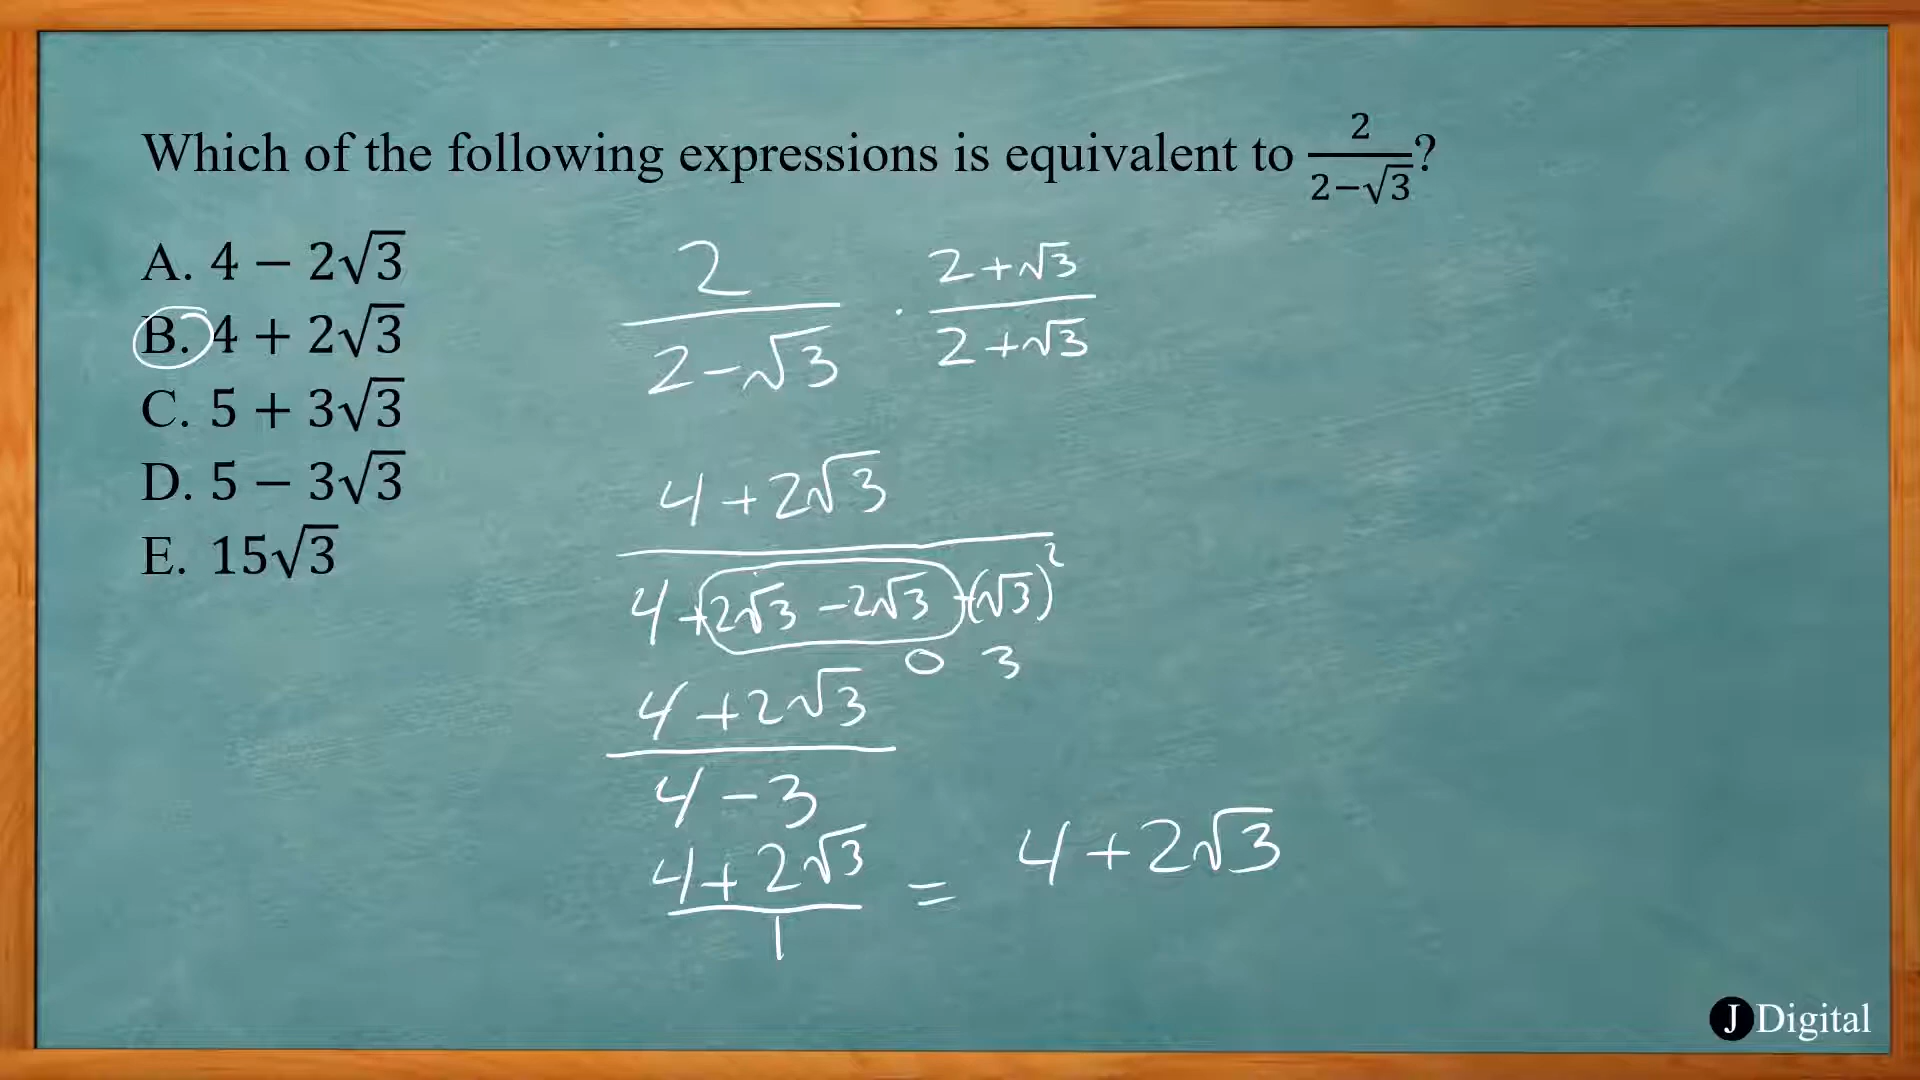 Which of the following expressions is equivalent to 2/(2−√3)?
A. 4 − 2√3
B. 4 + 2√3
C. 5 + 3√3
D. 5 − 3√3
E. 15√3
2/(2−√3) · (2+√3)/(2+√3)
4+2√3
4+2√3 −2√3 −(√3)²
0 3
4+2√3
4−3
(4+2√3)/1 = 4+2√3
J Digital